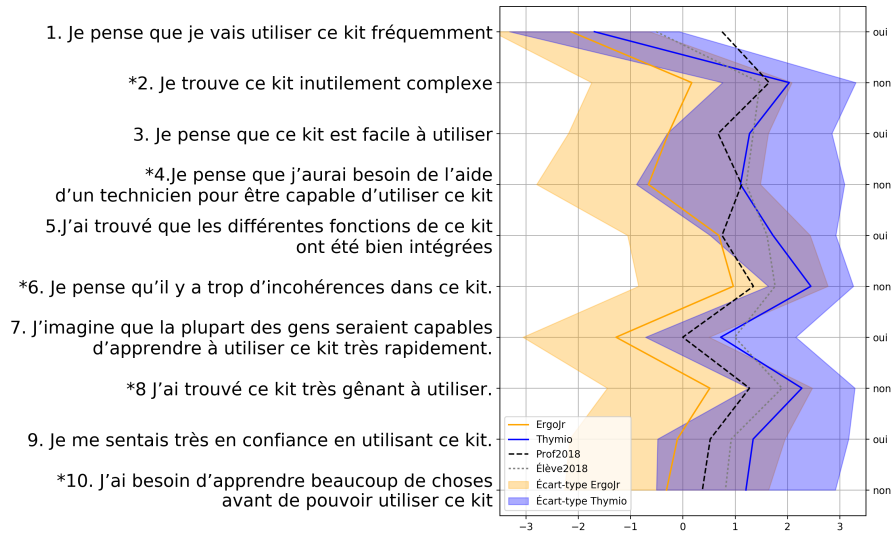 1. Je pense que je vais utiliser ce kit fréquemment
oui
*2. Je trouve ce kit inutilement complexe
non
3. Je pense que ce kit est facile à utiliser
oui
*4.Je pense que j’aurai besoin de l’aide
d’un technicien pour être capable d’utiliser ce kit
non
5.J’ai trouvé que les différentes fonctions de ce kit
ont été bien intégrées
oui
*6. Je pense qu’il y a trop d’incohérences dans ce kit.
non
7. J’imagine que la plupart des gens seraient capables
d’apprendre à utiliser ce kit très rapidement.
oui
*8 J’ai trouvé ce kit très gênant à utiliser.
non
9. Je me sentais très en confiance en utilisant ce kit.
oui
*10. J’ai besoin d’apprendre beaucoup de choses
avant de pouvoir utiliser ce kit
non
ErgoJr
Thymio
Prof2018
Élève2018
Écart-type ErgoJr
Écart-type Thymio
−3 −2 −1 0 1 2 3